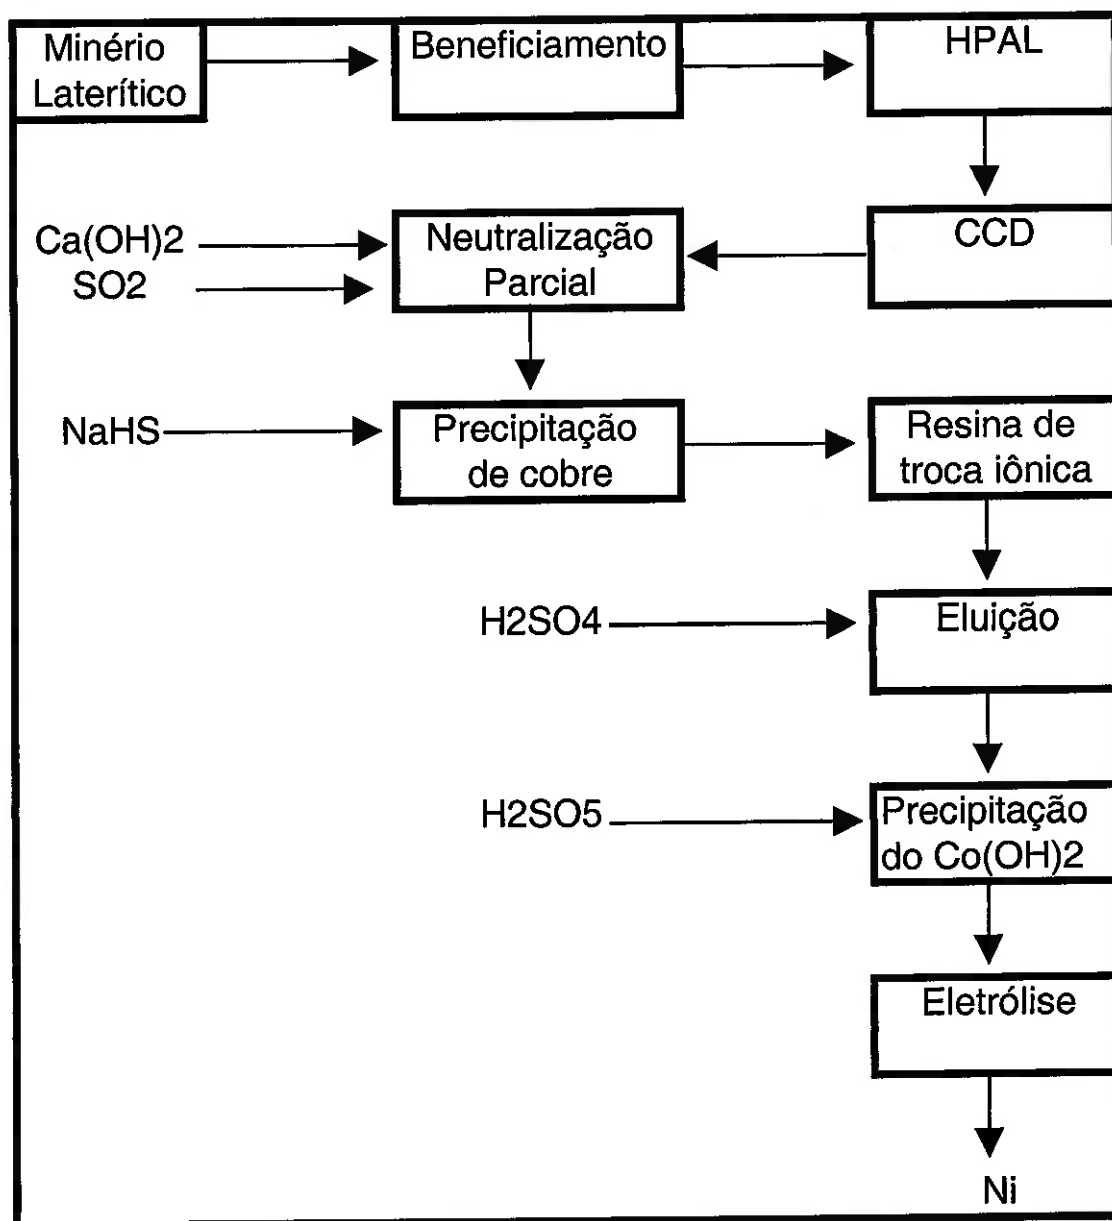 Minério
Laterítico
Beneficiamento
HPAL
Ca(OH)2
SO2
Neutralização
Parcial
CCD
NaHS
Precipitação
de cobre
Resina de
troca iônica
H2SO4
Eluição
H2SO5
Precipitação
do Co(OH)2
Eletrólise
Ni